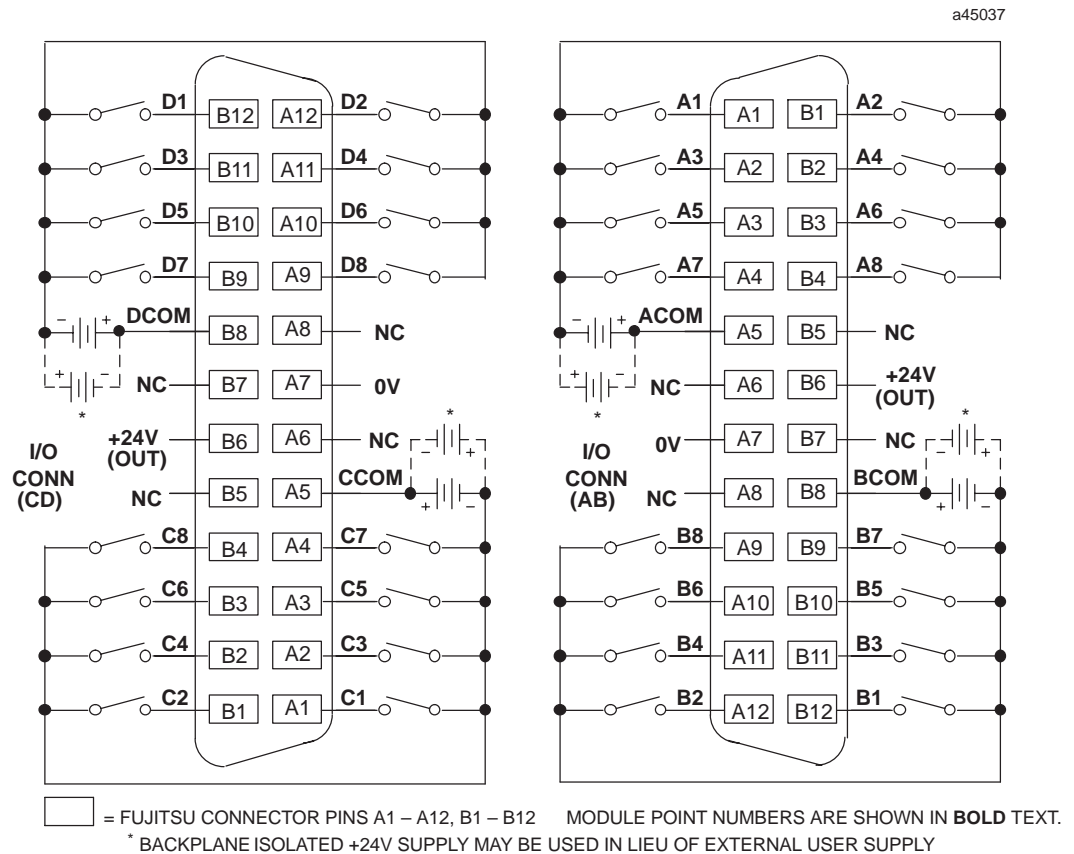 a45037
D1 B12 A12 D2 A1 A1 B1 A2
D3 B11 A11 D4 A3 A2 B2 A4
D5 B10 A10 D6 A5 A3 B3 A6
D7 B9 A9 D8 A7 A4 B4 A8
− + DCOM B8 A8 NC − + ACOM A5 B5 NC
+ − NC B7 A7 0V + − NC A6 B6 +24V (OUT)
* * * *
I/O CONN (CD) +24V (OUT) B6 A6 NC − + I/O CONN (AB) 0V A7 B7 NC − +
NC B5 A5 CCOM + − NC A8 B8 BCOM + −
C8 B4 A4 C7 B8 A9 B9 B7
C6 B3 A3 C5 B6 A10 B10 B5
C4 B2 A2 C3 B4 A11 B11 B3
C2 B1 A1 C1 B2 A12 B12 B1
= FUJITSU CONNECTOR PINS A1 – A12, B1 – B12 MODULE POINT NUMBERS ARE SHOWN IN BOLD TEXT.
* BACKPLANE ISOLATED +24V SUPPLY MAY BE USED IN LIEU OF EXTERNAL USER SUPPLY